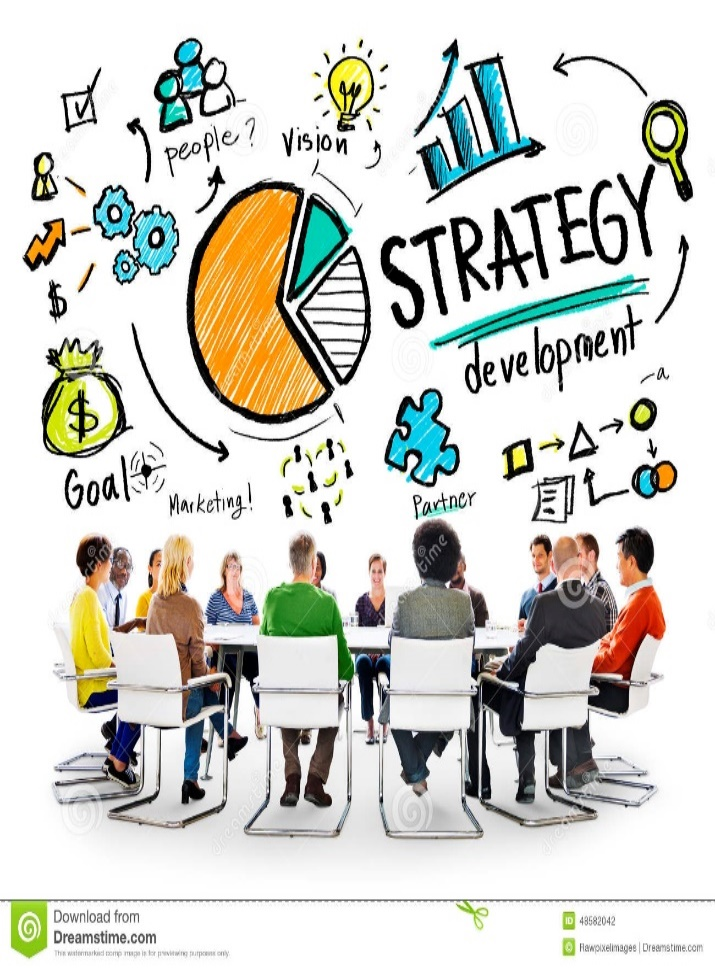 people?
Vision
STRATEGY
development
$
$
a
Goal
Marketing!
Partner
Download from
Dreamstime.com
This watermarked comp image is for previewing purposes only.
ID 48582042
Rawpixelimages | Dreamstime.com